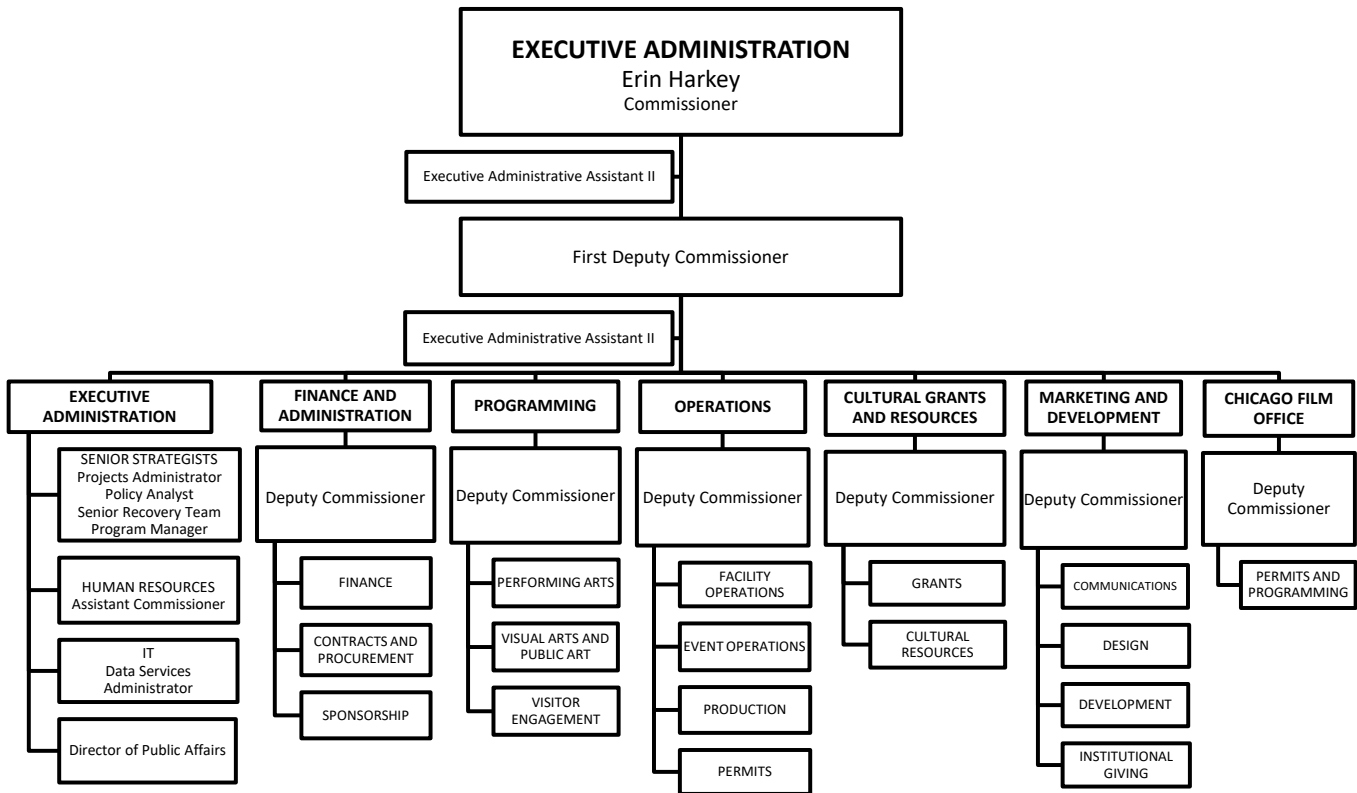 EXECUTIVE ADMINISTRATION
Erin Harkey
Commissioner
Executive Administrative Assistant II
First Deputy Commissioner
Executive Administrative Assistant II
EXECUTIVE
ADMINISTRATION
SENIOR STRATEGISTS
Projects Administrator
Policy Analyst
Senior Recovery Team
Program Manager
HUMAN RESOURCES
Assistant Commissioner
IT
Data Services
Administrator
Director of Public Affairs
FINANCE AND
ADMINISTRATION
Deputy Commissioner
FINANCE
CONTRACTS AND
PROCUREMENT
SPONSORSHIP
PROGRAMMING
Deputy Commissioner
PERFORMING ARTS
VISUAL ARTS AND
PUBLIC ART
VISITOR
ENGAGEMENT
OPERATIONS
Deputy Commissioner
FACILITY
OPERATIONS
EVENT OPERATIONS
PRODUCTION
PERMITS
CULTURAL GRANTS
AND RESOURCES
Deputy Commissioner
GRANTS
CULTURAL
RESOURCES
MARKETING AND
DEVELOPMENT
Deputy Commissioner
COMMUNICATIONS
DESIGN
DEVELOPMENT
INSTITUTIONAL
GIVING
CHICAGO FILM
OFFICE
Deputy
Commissioner
PERMITS AND
PROGRAMMING